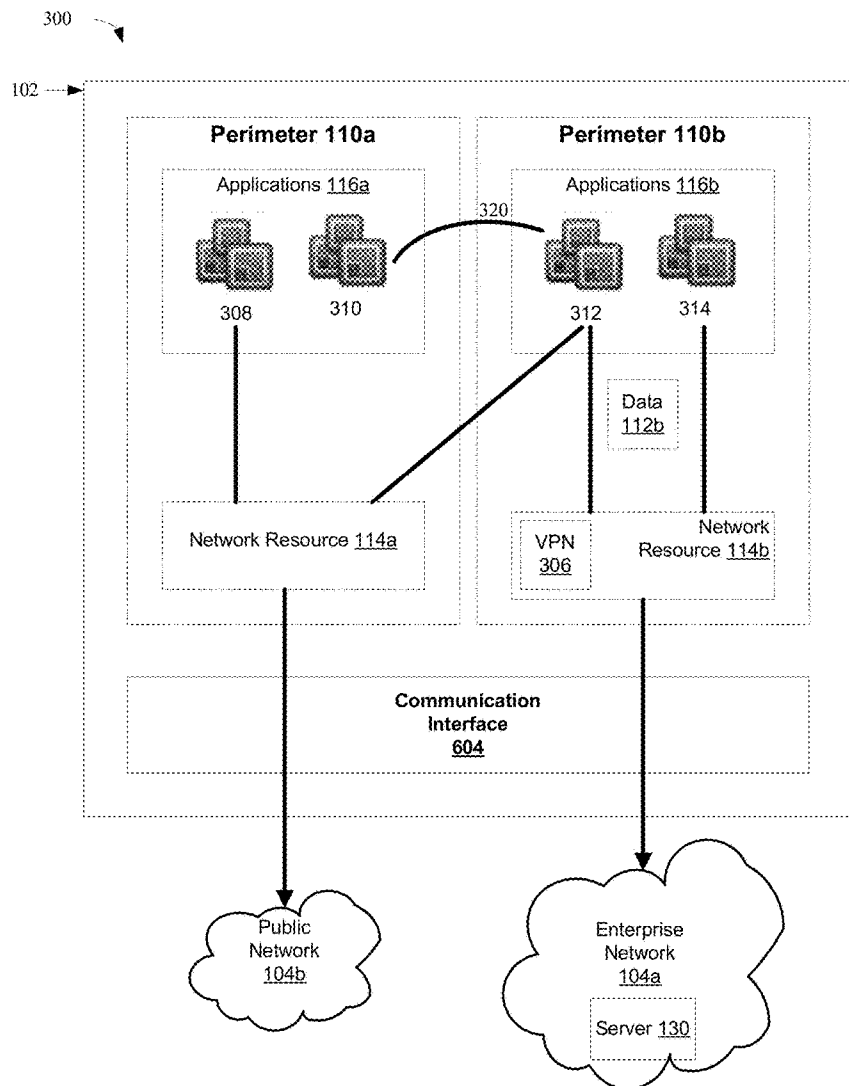 300
102
Perimeter 110a
Perimeter 110b
Applications 116a
Applications 116b
320
308
310
312
314
Data
112b
Network Resource 114a
VPN
306
Network
Resource 114b
Communication
Interface
604
Public
Network
104b
Enterprise
Network
104a
Server 130